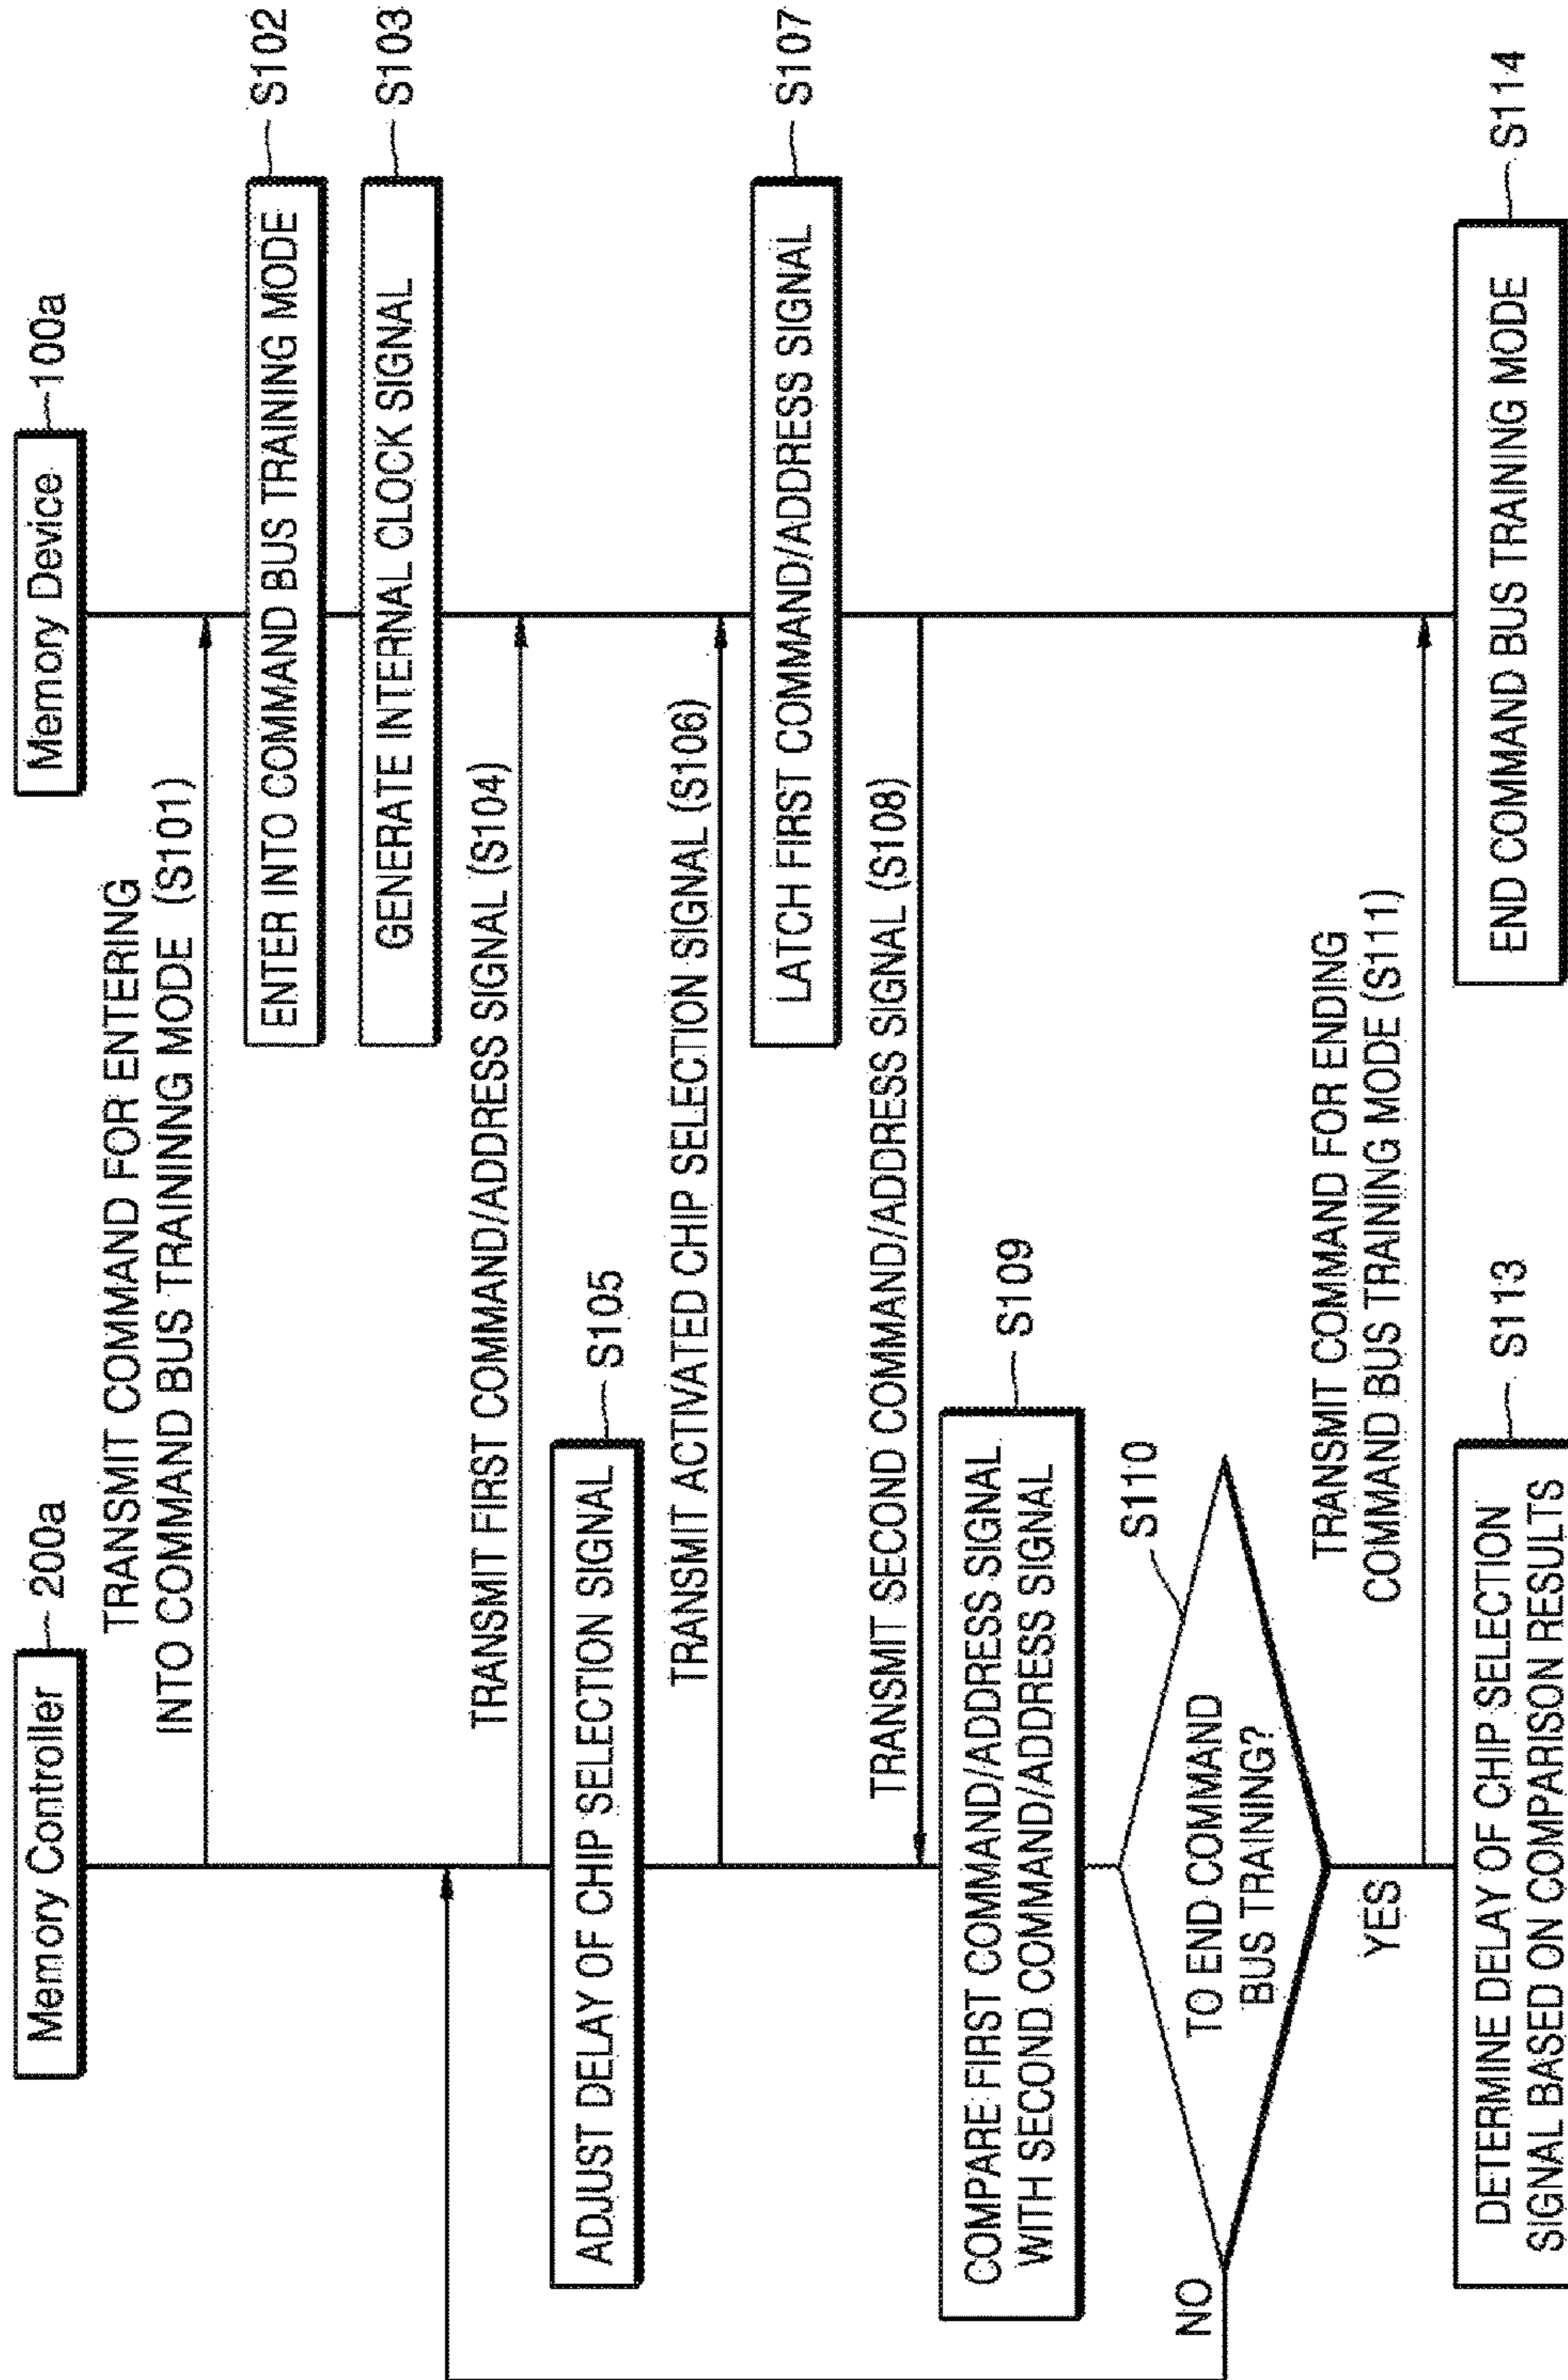 Memory Controller
200a
Memory Device
100a
TRANSMIT COMMAND FOR ENTERING
INTO COMMAND BUS TRAININNG MODE (S101)
ENTER INTO COMMAND BUS TRAINING MODE
S102
GENERATE INTERNAL CLOCK SIGNAL
S103
TRANSMIT FIRST COMMAND/ADDRESS SIGNAL (S104)
ADJUST DELAY OF CHIP SELECTION SIGNAL
S105
TRANSMIT ACTIVATED CHIP SELECTION SIGNAL (S106)
LATCH FIRST COMMAND/ADDRESS SIGNAL
S107
TRANSMIT SECOND COMMAND/ADDRESS SIGNAL (S108)
COMPARE FIRST COMMAND/ADDRESS SIGNAL
WITH SECOND COMMAND/ADDRESS SIGNAL
S109
TO END COMMAND
BUS TRAINING?
S110
NO
YES
TRANSMIT COMMAND FOR ENDING
COMMAND BUS TRAINING MODE (S111)
DETERMINE DELAY OF CHIP SELECTION
SIGNAL BASED ON COMPARISON RESULTS
S113
END COMMAND BUS TRAINING MODE
S114